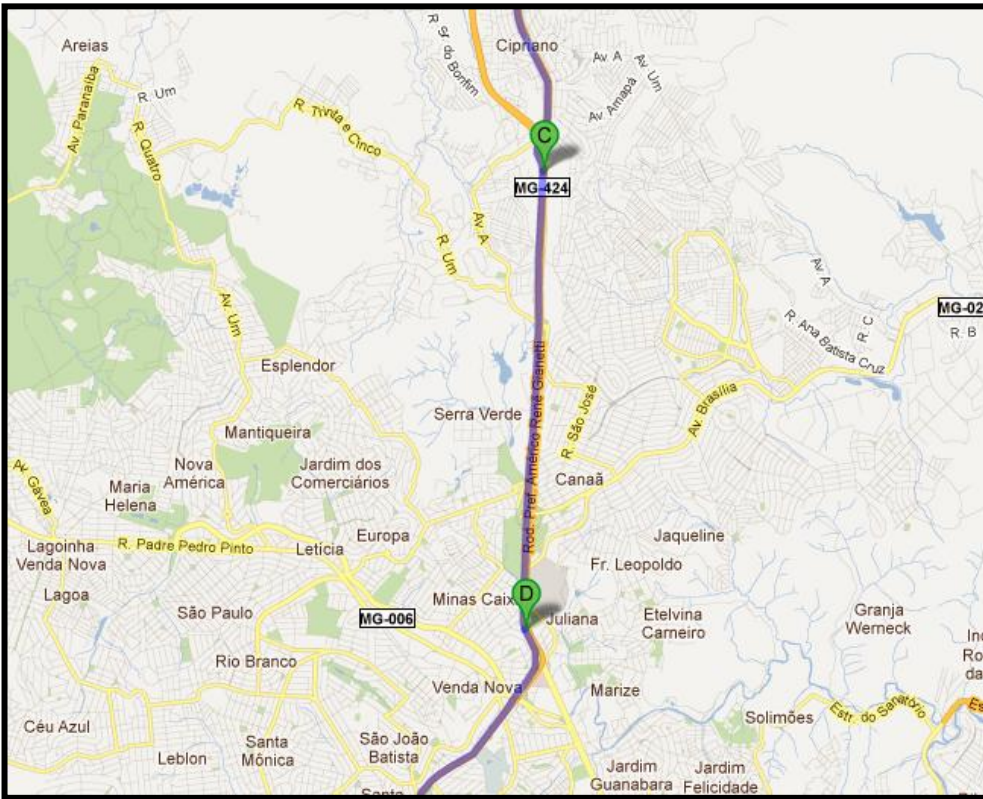 Areias
R. Sr. do Bonfim
Cipriano
Av. A
Av. Um
Av Amapá
Av. Paranaíba
R. Um
R. Quatro
R. Trinta e Cinco
C
MG-424
Av. A
R. Um
Av. Um
Av. A
R. C
R. Ana Batista Cruz
MG-02
R. B
Esplendor
Rod. Pref. Américo Renê Gianetti
Serra Verde
R. São José
Av. Brasília
Mantiqueira
Nova
América
Jardim dos
Comerciários
Canaã
Av. Gávea
Maria
Helena
R. Padre Pedro Pinto
Letícia
Europa
Jaqueline
Lagoinha
Venda Nova
Fr. Leopoldo
Lagoa
São Paulo
MG-006
Minas Caix
D
Juliana
Etelvina
Carneiro
Granja
Werneck
Rio Branco
Venda Nova
Marize
Solimões
Estr. do Sanatório
Céu Azul
Leblon
Santa
Mônica
São João
Batista
Jardim
Guanabara
Jardim
Felicidade